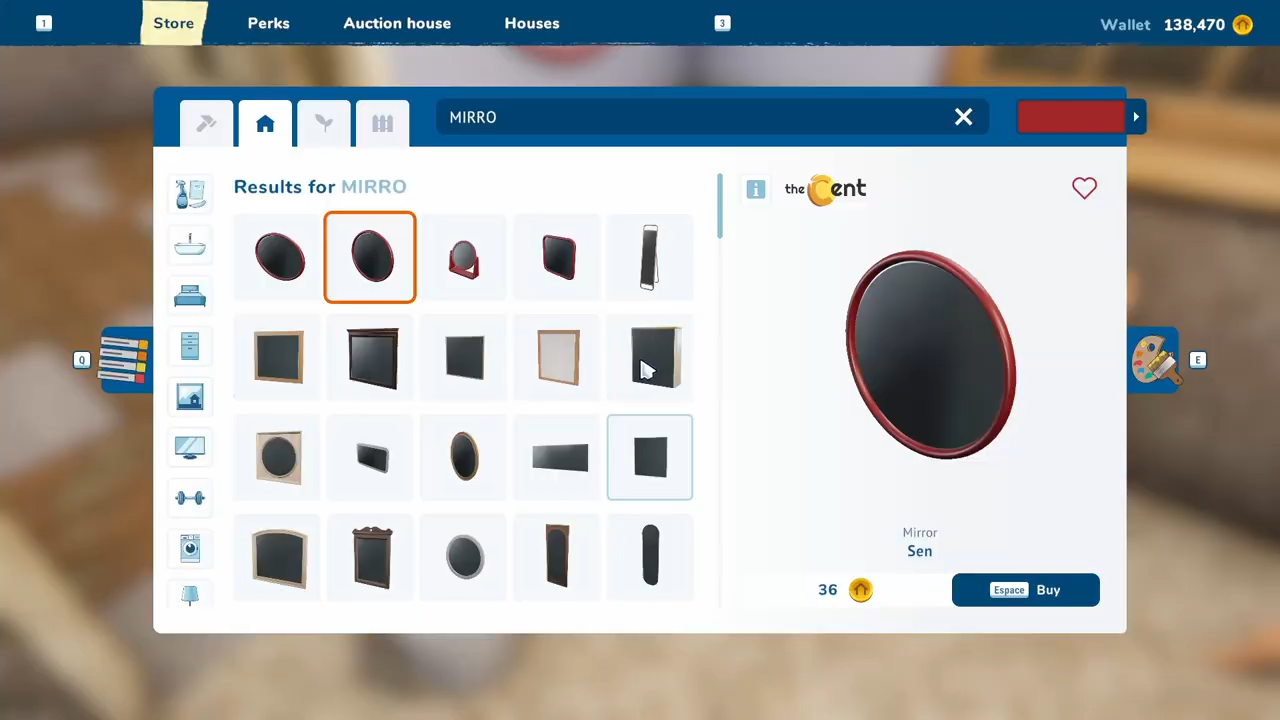 1
Store
Perks
Auction house
Houses
3
Wallet 138,470
MIRRO
Results for MIRRO
the Cent
Q
E
Mirror
Sen
36
Espace Buy